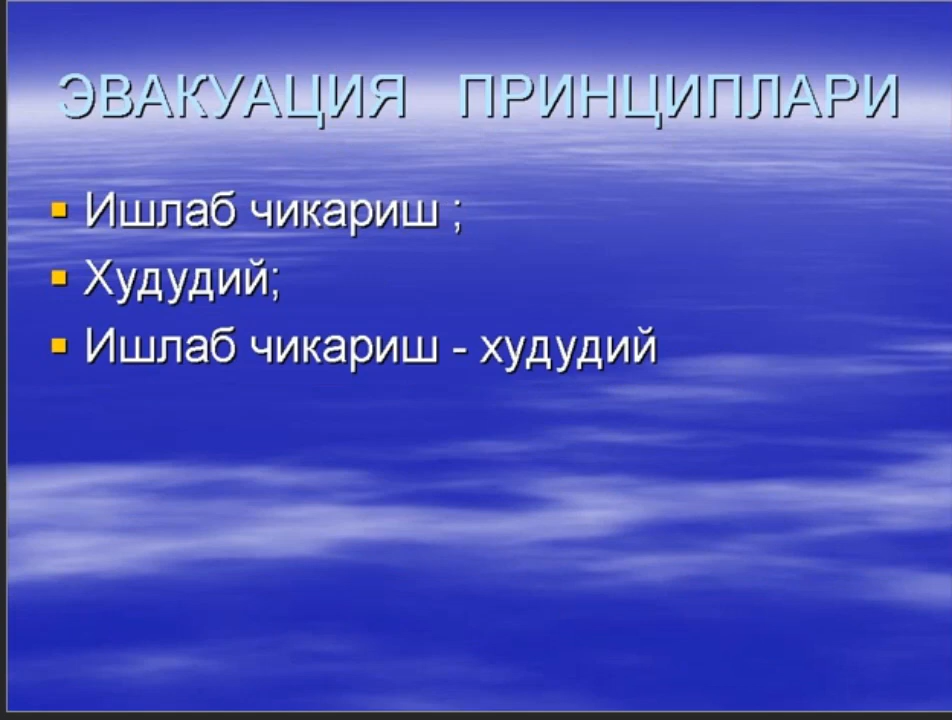 ЭВАКУАЦИЯ ПРИНЦИПЛАРИ
Ишлаб чикариш ;
Худудий;
Ишлаб чикариш - худудий